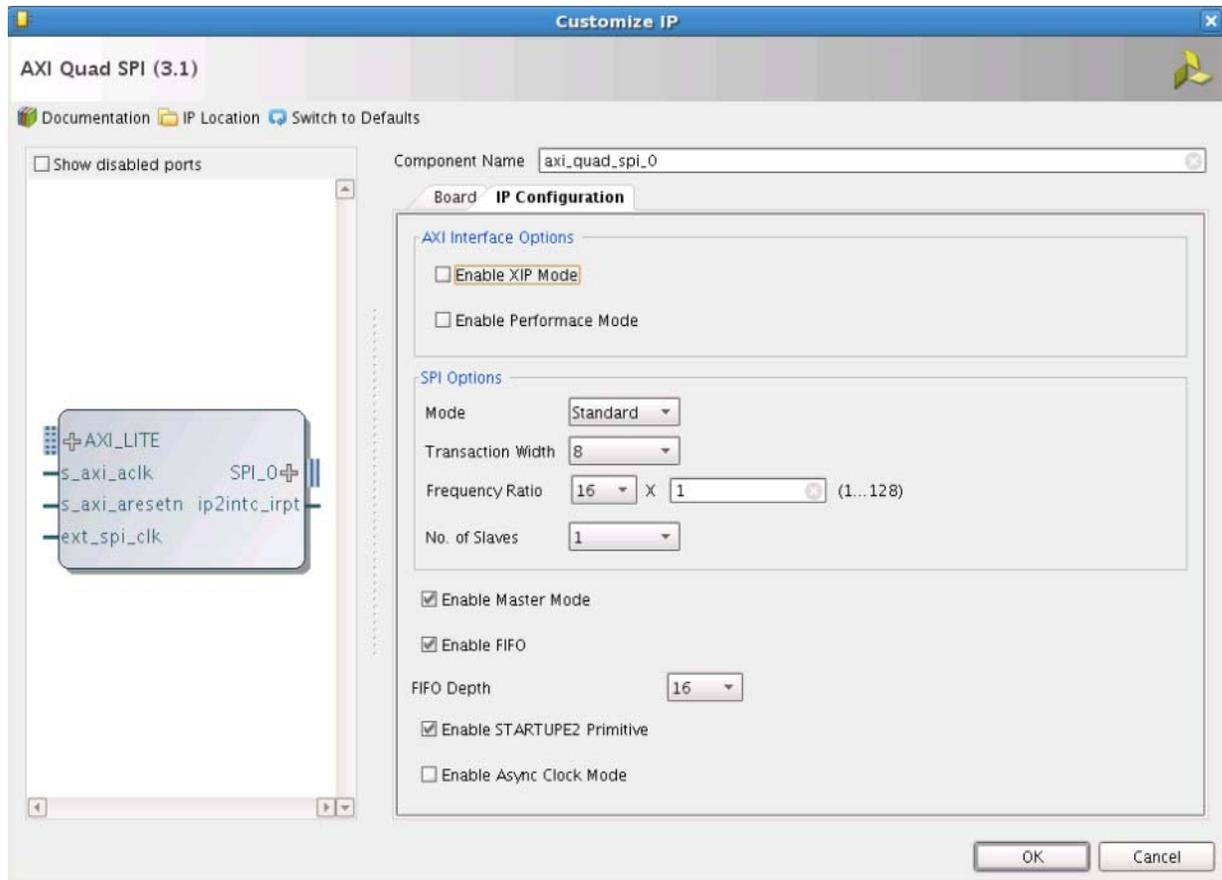 Customize IP
AXI Quad SPI (3.1)
Documentation IP Location Switch to Defaults
Show disabled ports
AXI_LITE
s_axi_aclk SPI_0
s_axi_aresetn ip2intc_irpt
ext_spi_clk
Component Name axi_quad_spi_0
Board IP Configuration
AXI Interface Options
Enable XIP Mode
Enable Performace Mode
SPI Options
Mode Standard
Transaction Width 8
Frequency Ratio 16 X 1 (1...128)
No. of Slaves 1
Enable Master Mode
Enable FIFO
FIFO Depth 16
Enable STARTUPE2 Primitive
Enable Async Clock Mode
OK Cancel